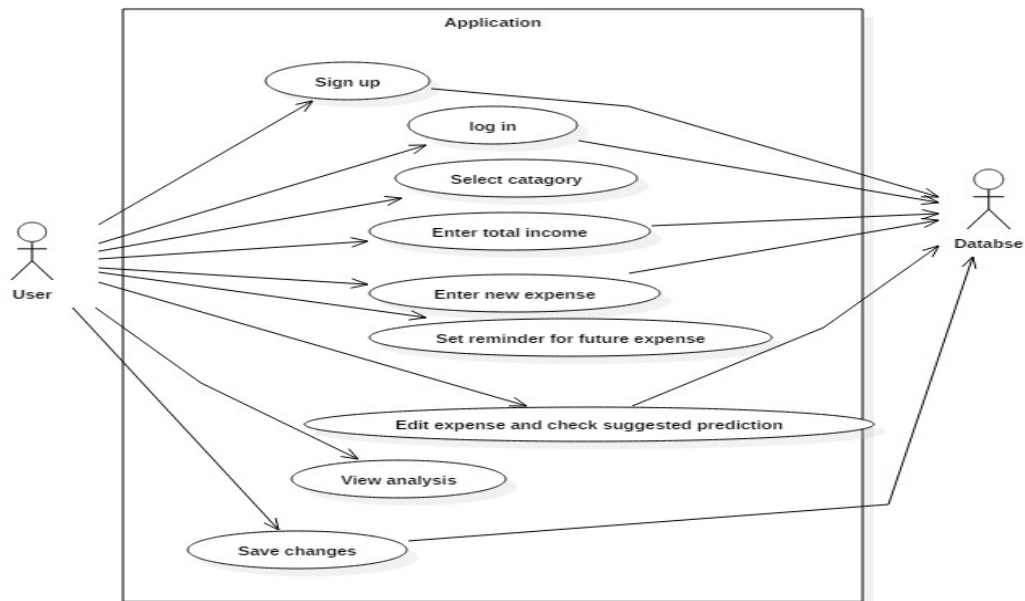 Application
Sign up
log in
Select catagory
Enter total income
Databse
User
Enter new expense
Set reminder for future expense
Edit expense and check suggested prediction
View analysis
Save changes